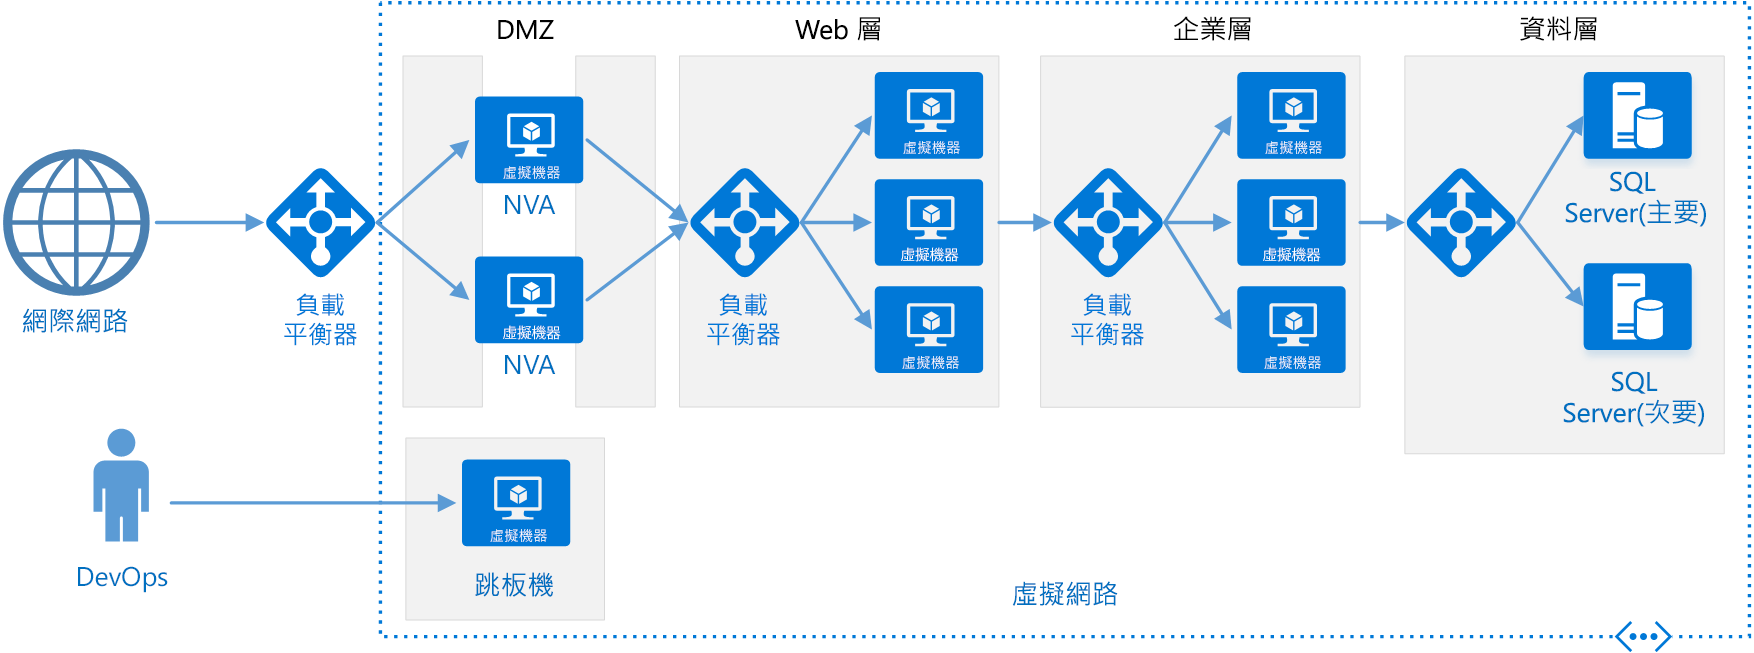 DMZ
Web 層
企業層
資料層
虛擬機器
NVA
虛擬機器
NVA
虛擬機器
虛擬機器
虛擬機器
虛擬機器
虛擬機器
虛擬機器
SQL
Server(主要)
SQL
Server(次要)
網際網路
負載
平衡器
負載
平衡器
負載
平衡器
DevOps
虛擬機器
跳板機
虛擬網路